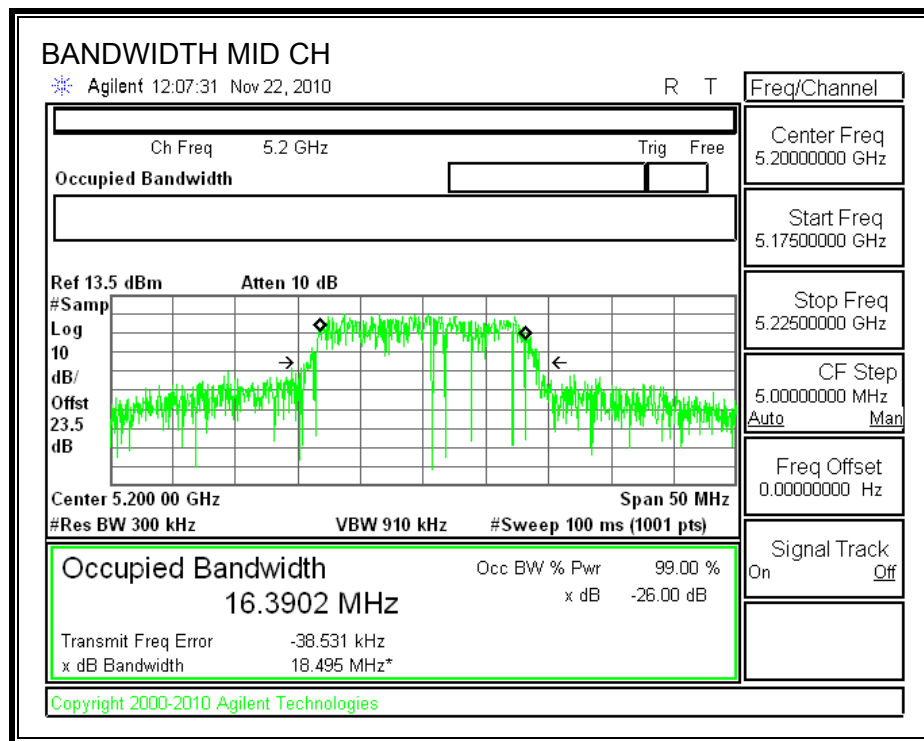 BANDWIDTH MID CH
Agilent 12:07:31 Nov 22, 2010 R T
Freq/Channel
Ch Freq 5.2 GHz Trig Free
Occupied Bandwidth
Center Freq
5.20000000 GHz
Start Freq
5.17500000 GHz
Stop Freq
5.22500000 GHz
CF Step
5.00000000 MHz
Auto Man
Freq Offset
0.00000000 Hz
Signal Track
On Off
Ref 13.5 dBm Atten 10 dB
#Samp
Log
10
dB/
Offst
23.5
dB
Center 5.200 00 GHz Span 50 MHz
#Res BW 300 kHz VBW 910 kHz #Sweep 100 ms (1001 pts)
Occupied Bandwidth Occ BW % Pwr 99.00 %
16.3902 MHz x dB -26.00 dB
Transmit Freq Error -38.531 kHz
x dB Bandwidth 18.495 MHz*
Copyright 2000-2010 Agilent Technologies